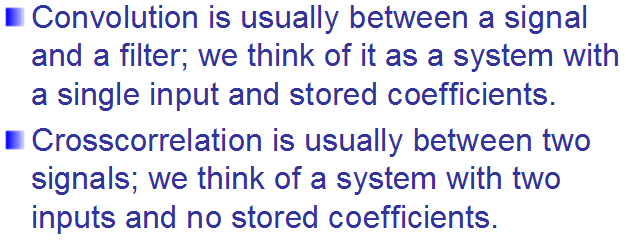 Convolution is usually between a signal
and a filter; we think of it as a system with
a single input and stored coefficients.
Crosscorrelation is usually between two
signals; we think of a system with two
inputs and no stored coefficients.